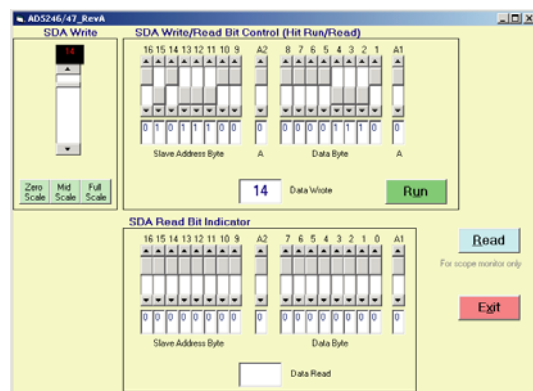 AD5246/47_RevA
SDA Write
SDA Write/Read Bit Control (Hit Run/Read)
14
16 15 14 13 12 11 10 9 A2 8 7 6 5 4 3 2 1 A1
0 1 0 1 1 1 0 0 0 0 0 0 1 1 1 0
Slave Address Byte A Data Byte A
Zero Scale
Mid Scale
Full Scale
14 Data Wrote
Run
SDA Read Bit Indicator
16 15 14 13 12 11 10 9 A2 7 6 5 4 3 2 1 0 A1
0 0 0 0 0 0 0 0 0 0 0 0 0 0 0 0 0 0
Slave Address Byte Data Byte
Data Read
Read
For scope monitor only
Exit